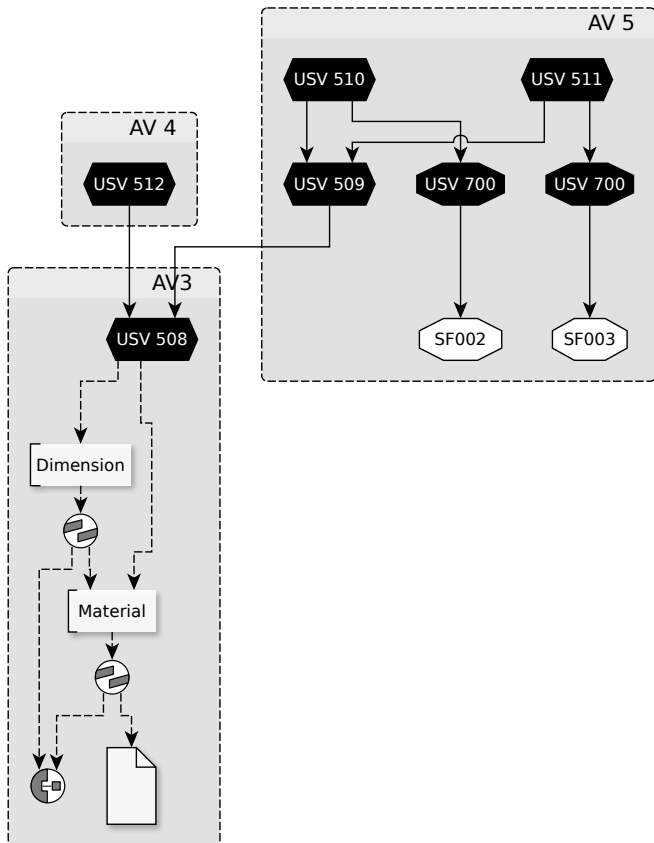 AV 5
USV 510
USV 511
AV 4
USV 512
USV 509
USV 700
USV 700
AV3
USV 508
SF002
SF003
Dimension
Material